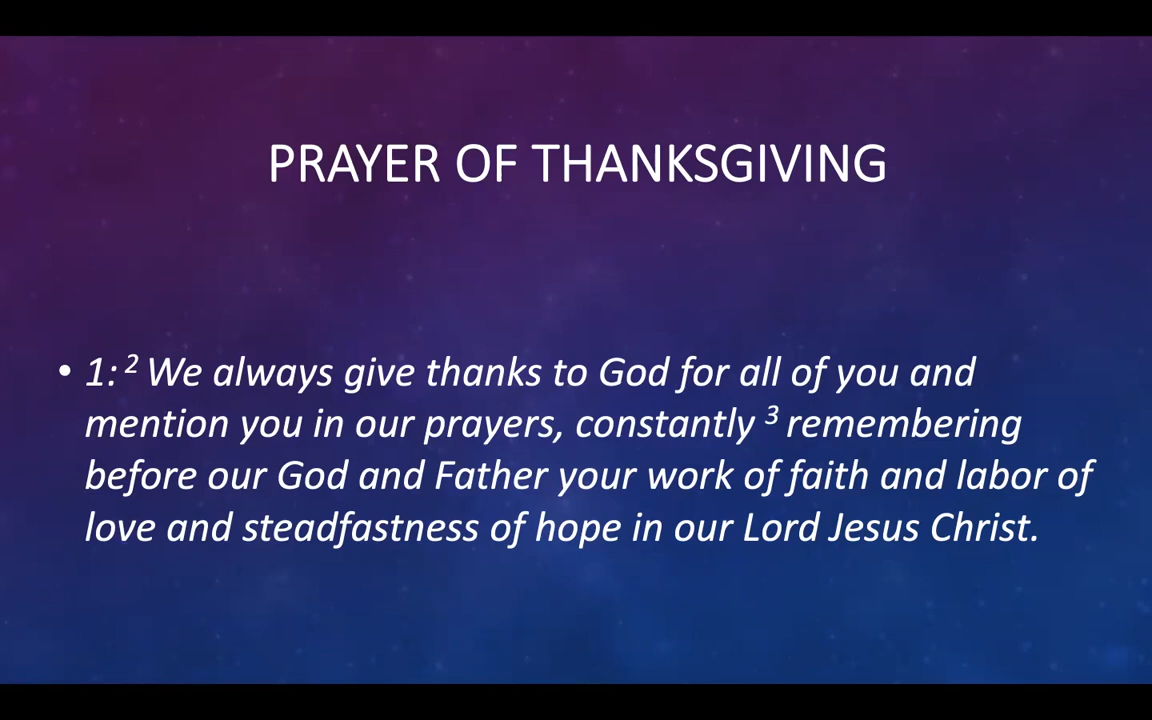 PRAYER OF THANKSGIVING
• 1: 2 We always give thanks to God for all of you and
mention you in our prayers, constantly 3 remembering
before our God and Father your work of faith and labor of
love and steadfastness of hope in our Lord Jesus Christ.